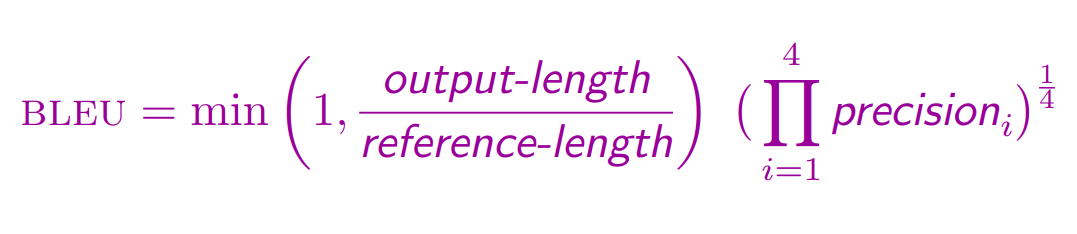 BLEU = min (1, output-length / reference-length) (∏_{i=1}^{4} precision_i)^{1/4}